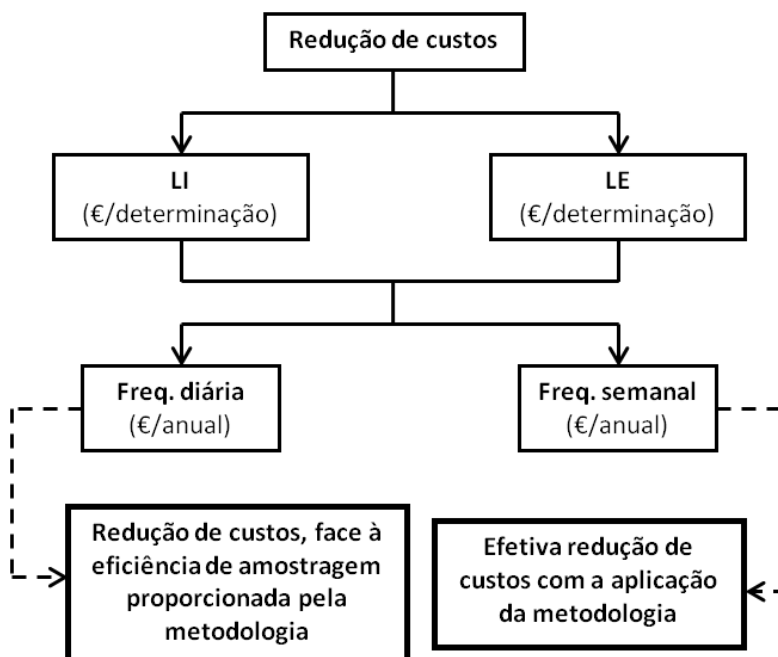 Redução de custos
LI
(€/determinação)
LE
(€/determinação)
Freq. diária
(€/anual)
Freq. semanal
(€/anual)
Redução de custos, face à
eficiência de amostragem
proporcionada pela
metodologia
Efetiva redução de
custos com a aplicação
da metodologia